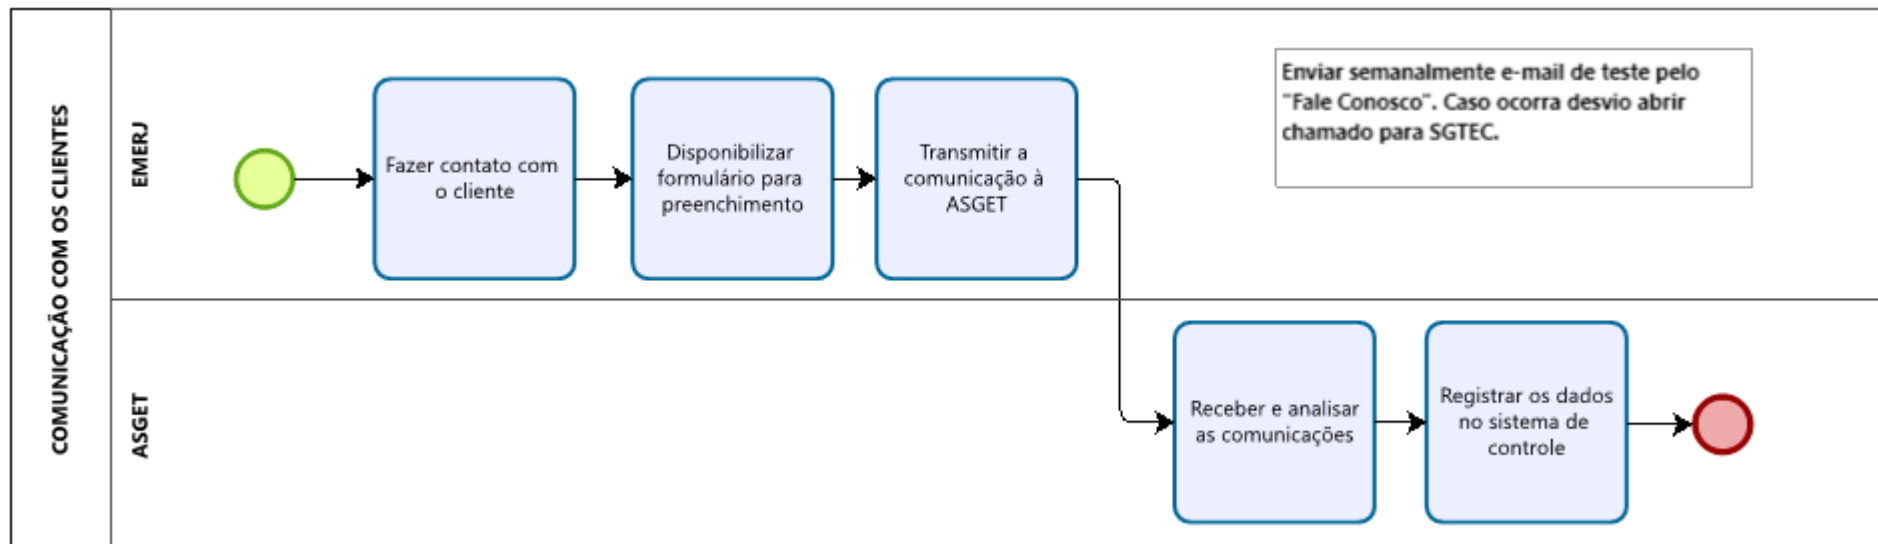 COMUNICAÇÃO COM OS CLIENTES
EMERJ
Fazer contato com
o cliente
Disponibilizar
formulário para
preenchimento
Transmitir a
comunicação à
ASGET
Enviar semanalmente e-mail de teste pelo
"Fale Conosco". Caso ocorra desvio abrir
chamado para SGTEC.
ASGET
Receber e analisar
as comunicações
Registrar os dados
no sistema de
controle